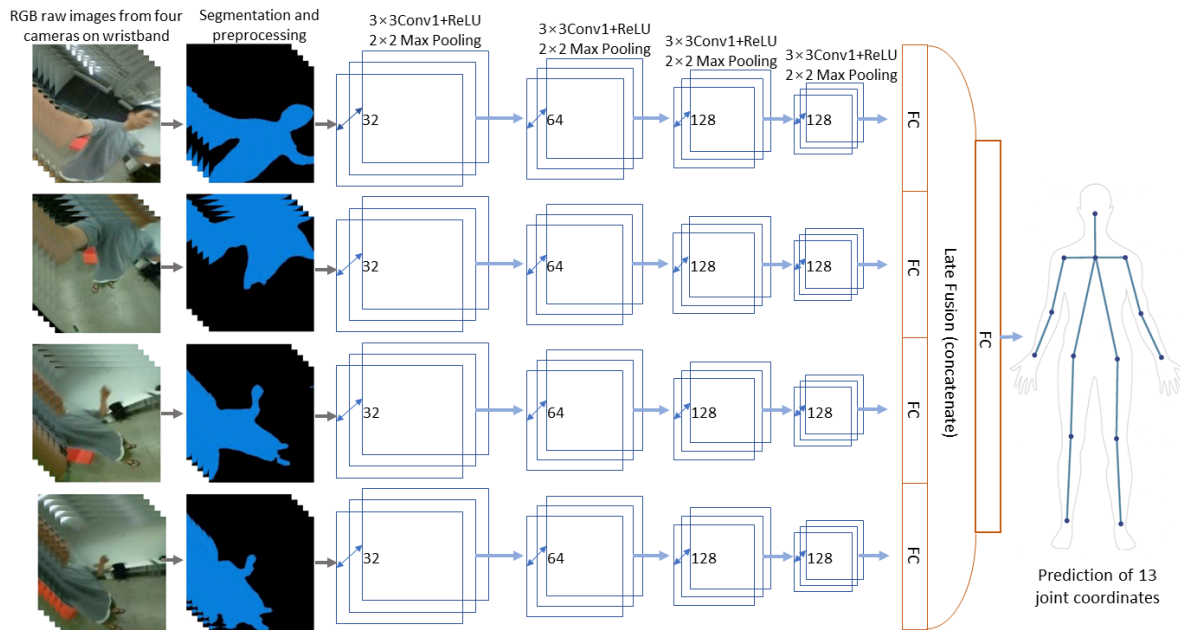 RGB raw images from four
cameras on wristband
Segmentation and
preprocessing
3×3Conv1+ReLU
2×2 Max Pooling
3×3Conv1+ReLU
2×2 Max Pooling
3×3Conv1+ReLU
2×2 Max Pooling
3×3Conv1+ReLU
2×2 Max Pooling
32
64
128
128
FC
32
64
128
128
FC
32
64
128
128
FC
32
64
128
128
FC
Late Fusion (concatenate)
FC
Prediction of 13
joint coordinates